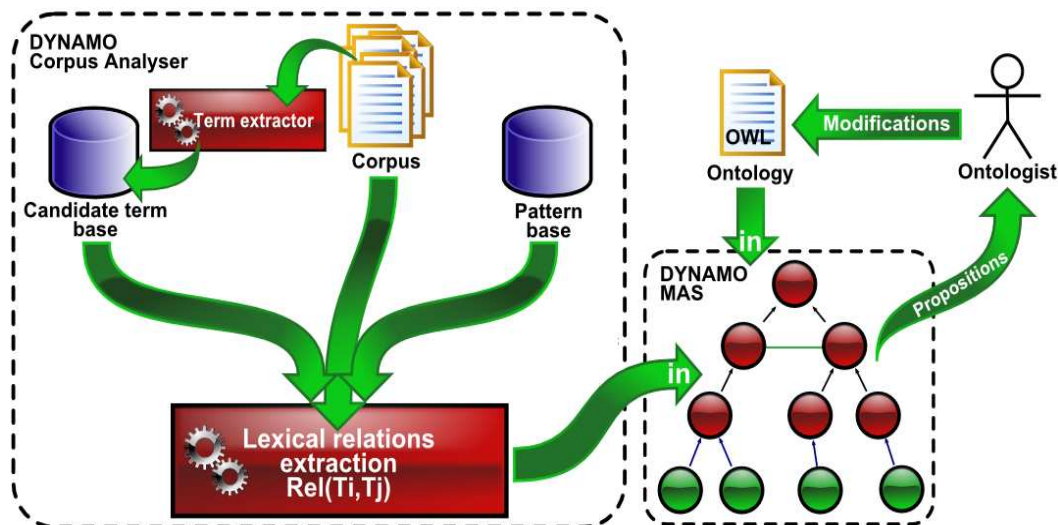 DYNAMO
Corpus Analyser
Term extractor
Corpus
Candidate term
base
Pattern
base
Lexical relations
extraction
Rel(Ti,Tj)
in
OWL
Ontology
Modifications
Ontologist
in
DYNAMO
MAS
Propositions